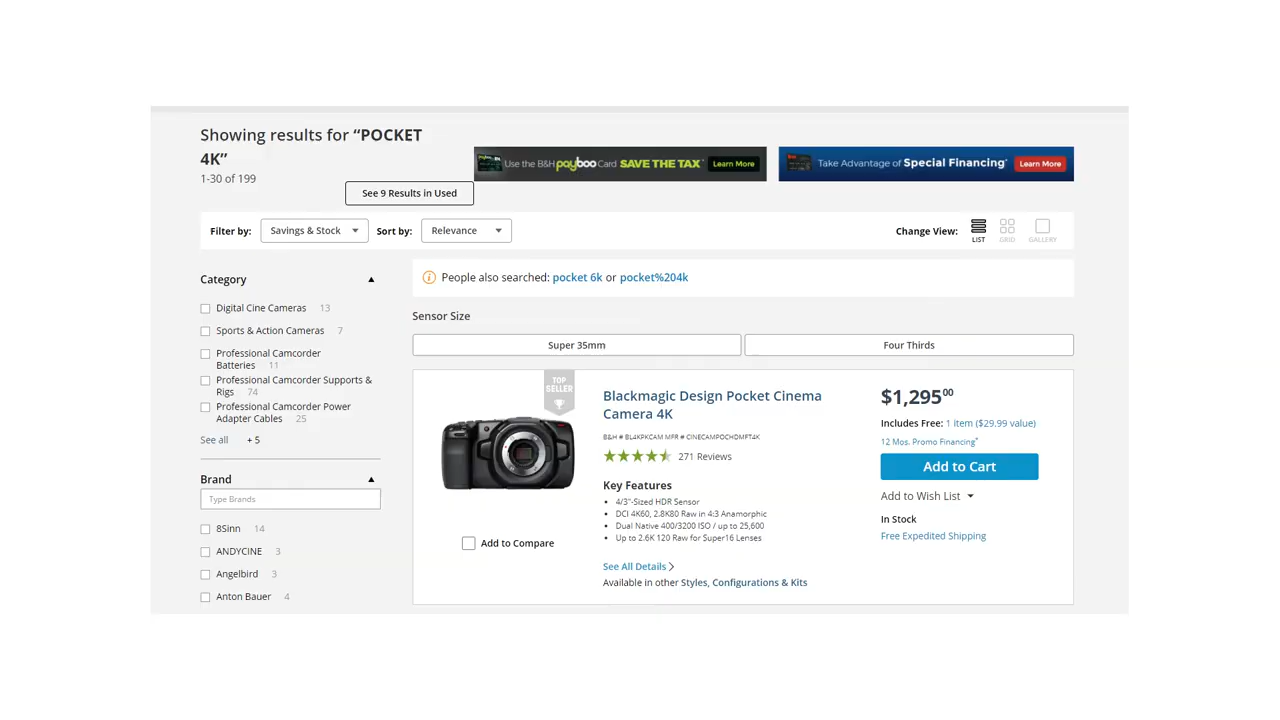 Showing results for “POCKET
4K”
1-30 of 199
See 9 Results in Used
Use the B&H payboo Card SAVE THE TAX* Learn More
Take Advantage of Special Financing* Learn More
Filter by:
Savings & Stock
Sort by:
Relevance
Change View:
LIST
GRID
GALLERY
Category
Digital Cine Cameras 13
Sports & Action Cameras 7
Professional Camcorder
Batteries 11
Professional Camcorder Supports &
Rigs 74
Professional Camcorder Power
Adapter Cables 25
See all + 5
Brand
Type Brands
8Sinn 14
ANDYCINE 3
Angelbird 3
Anton Bauer 4
People also searched: pocket 6k or pocket%204k
Sensor Size
Super 35mm
Four Thirds
TOP
SELLER
Add to Compare
Blackmagic Design Pocket Cinema
Camera 4K
B&H # BL4KPKCAM MFR # CINECAMPOCHDMFT4K
271 Reviews
Key Features
4/3"-Sized HDR Sensor
DCI 4K60, 2.8K80 Raw in 4:3 Anamorphic
Dual Native 400/3200 ISO / up to 25,600
Up to 2.6K 120 Raw for Super16 Lenses
See All Details
Available in other Styles, Configurations & Kits
$1,295.00
Includes Free: 1 item ($29.99 value)
12 Mos. Promo Financing*
Add to Cart
Add to Wish List
In Stock
Free Expedited Shipping